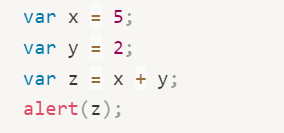 var x = 5;
var y = 2;
var z = x + y;
alert(z);